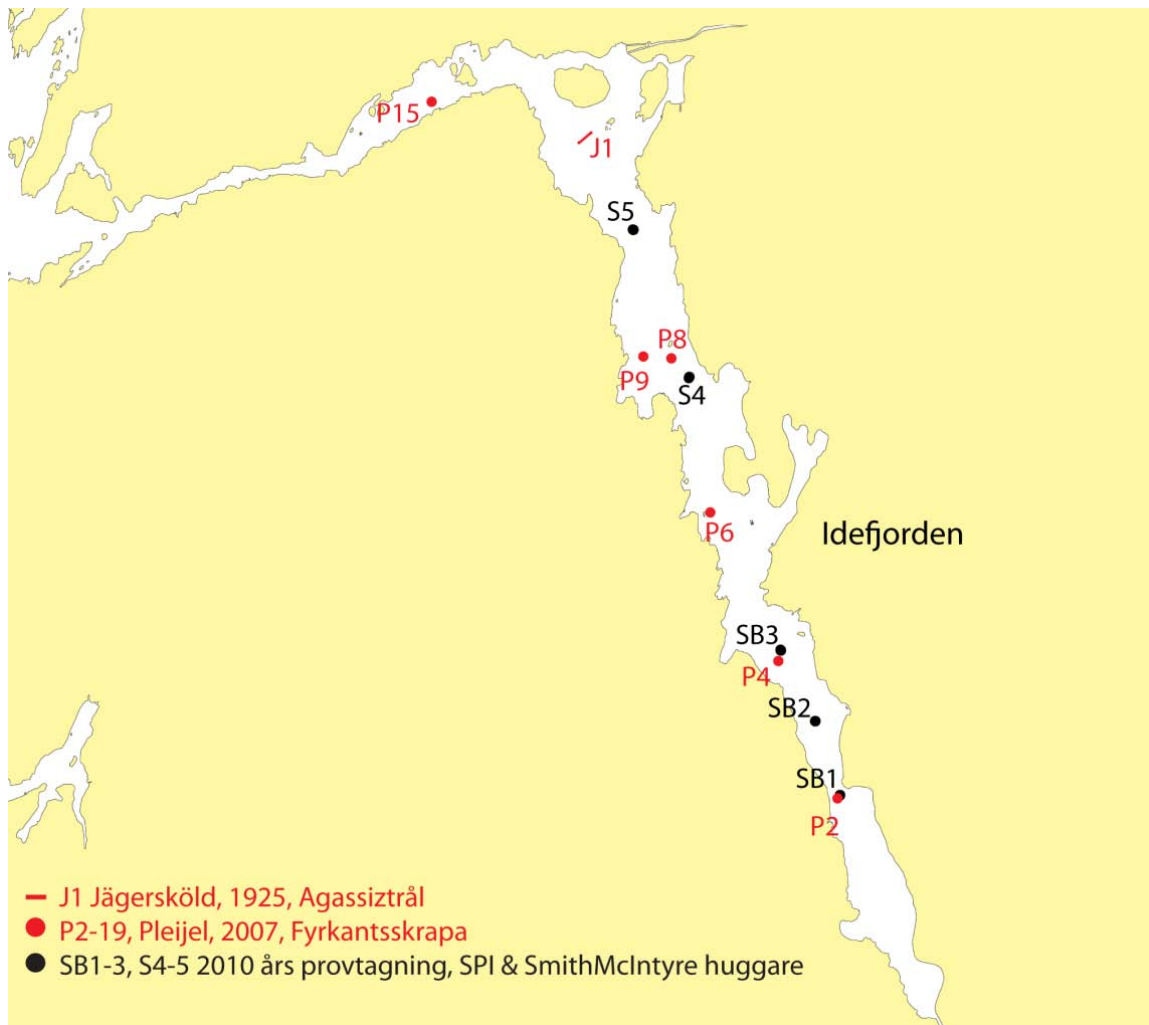 P15
J1
S5
P8
P9
S4
P6
Idefjorden
SB3
P4
SB2
SB1
P2
J1 Jägersköld, 1925, Agassiztrål
P2-19, Pleijel, 2007, Fyrkantsskrapa
SB1-3, S4-5 2010 års provtagning, SPI & SmithMcIntyre huggare